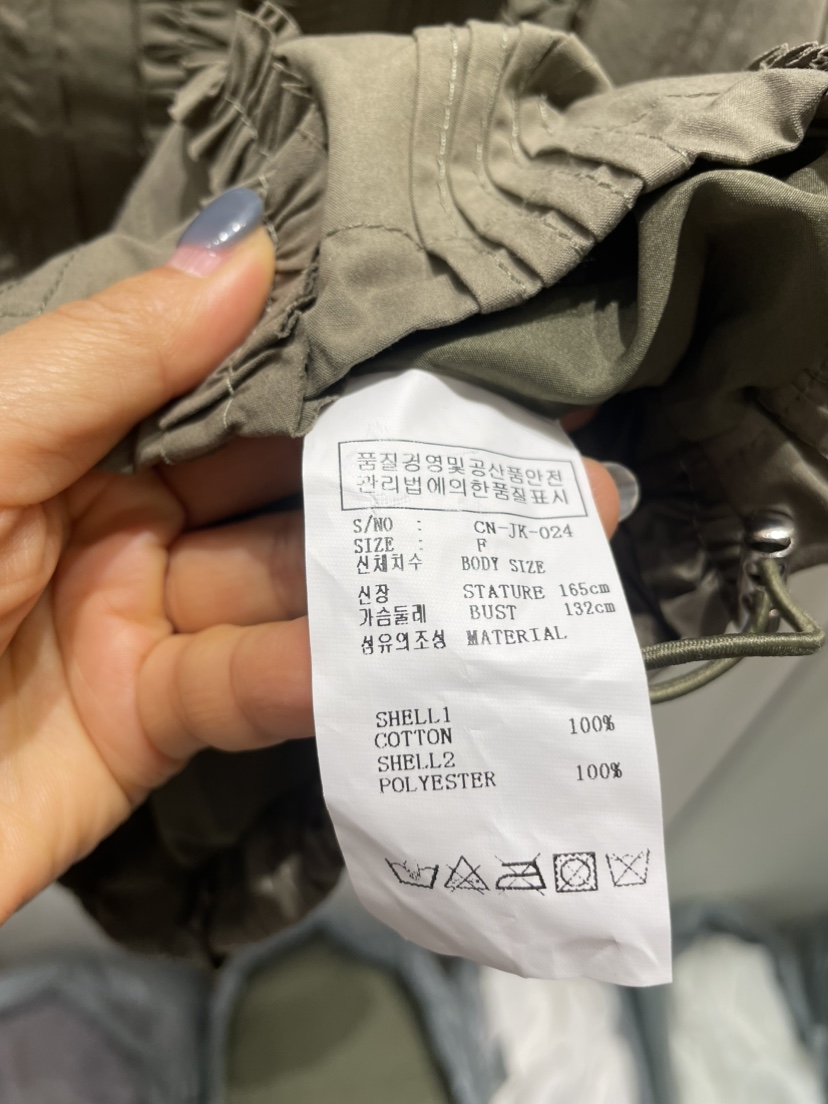 품질경영및공산품안전
관리법에의한품질표시
S/NO : CN-JK-024
SIZE : F
신체치수 BODY SIZE
신장 STATURE 165cm
가슴둘레 BUST 132cm
섬유의조성 MATERIAL
SHELL1
COTTON 100%
SHELL2
POLYESTER 100%